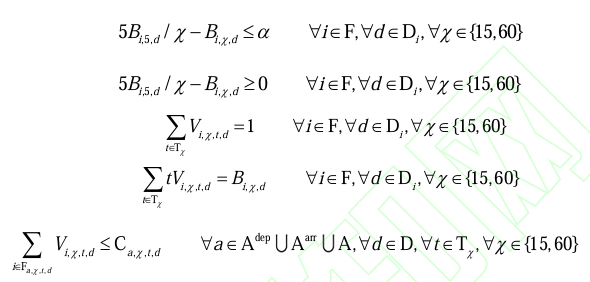 5B_{i,5,d} / χ − B_{i,χ,d} ≤ α ∀i ∈ F, ∀d ∈ D_i, ∀χ ∈ {15,60}
5B_{i,5,d} / χ − B_{i,χ,d} ≥ 0 ∀i ∈ F, ∀d ∈ D_i, ∀χ ∈ {15,60}
∑_{t∈T_χ} V_{i,χ,t,d} = 1 ∀i ∈ F, ∀d ∈ D_i, ∀χ ∈ {15,60}
∑_{t∈T_χ} tV_{i,χ,t,d} = B_{i,χ,d} ∀i ∈ F, ∀d ∈ D_i, ∀χ ∈ {15,60}
∑_{i∈F_{a,χ,t,d}} V_{i,χ,t,d} ≤ C_{a,χ,t,d} ∀a ∈ A^{dep} ∪ A^{arr} ∪ A, ∀d ∈ D, ∀t ∈ T_χ, ∀χ ∈ {15,60}